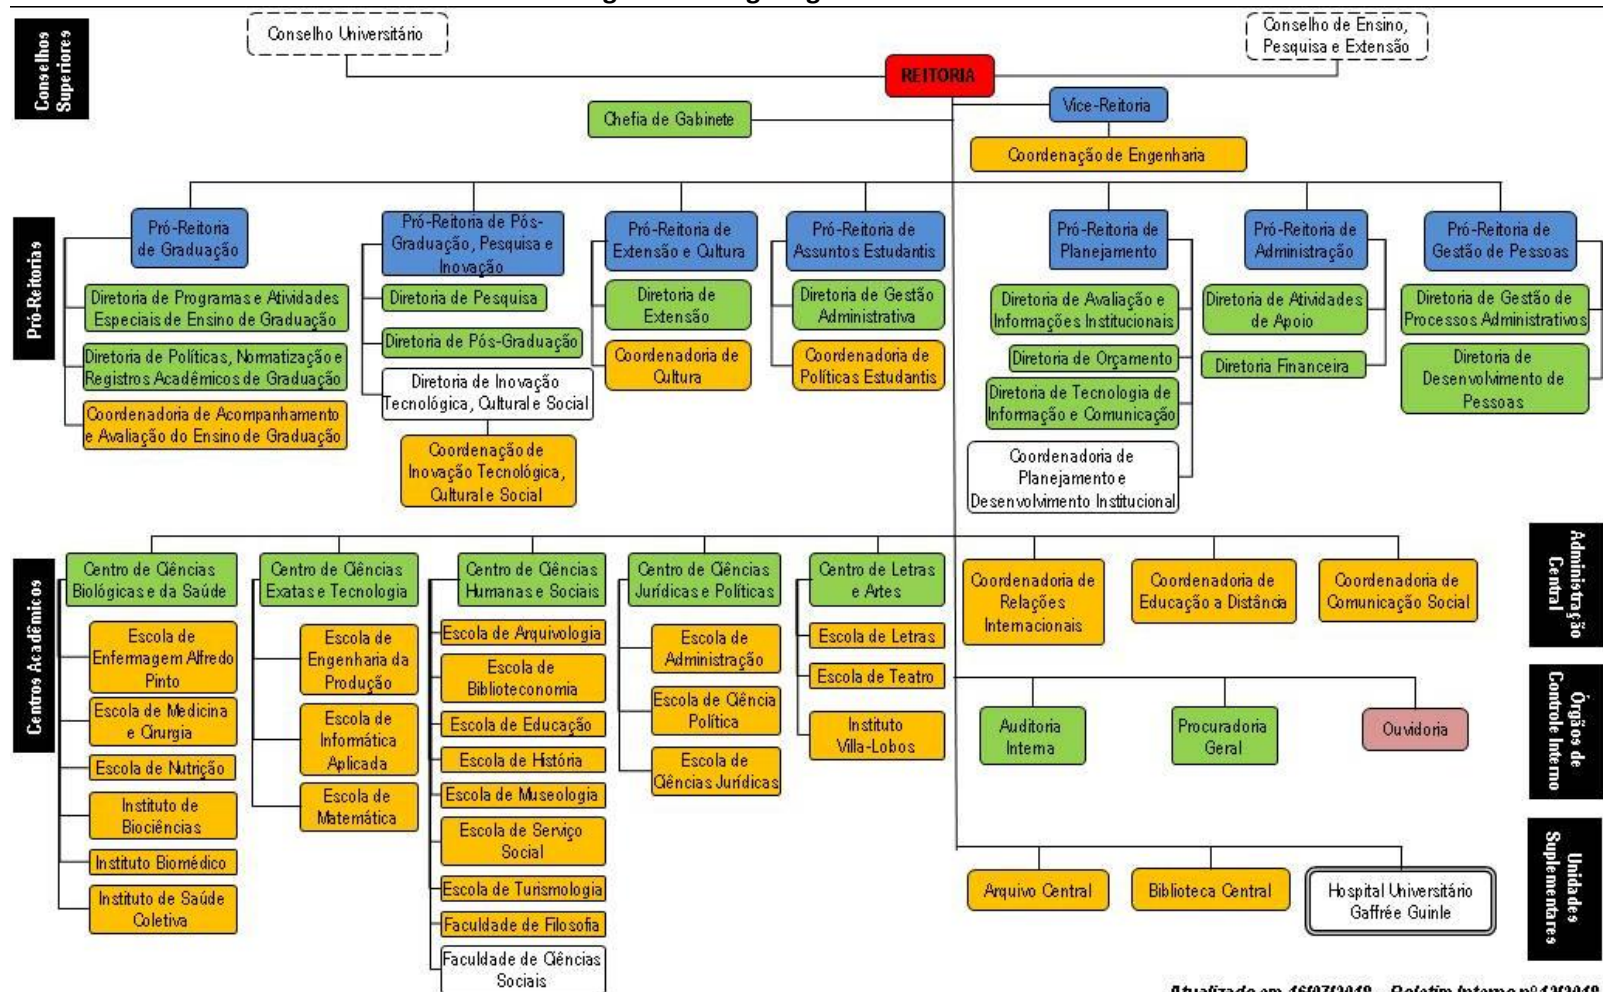 Conselhos
Superiores
Conselho Universitário
Conselho de Ensino,
Pesquisa e Extensão
REITORIA
Chefia de Gabinete
Vice-Reitoria
Coordenação de Engenharia
Pró-Reitorias
Pró-Reitoria
de Graduação
Diretoria de Programas e Atividades
Especiais de Ensino de Graduação
Diretoria de Políticas, Normatização e
Registros Acadêmicos de Graduação
Coordenadoria de Acompanhamento
e Avaliação do Ensino de Graduação
Pró-Reitoria de Pós-
Graduação, Pesquisa e
Inovação
Diretoria de Pesquisa
Diretoria de Pós-Graduação
Diretoria de Inovação
Tecnológica, Cultural e Social
Coordenação de
Inovação Tecnológica,
Cultural e Social
Pró-Reitoria de
Extensão e Cultura
Diretoria de
Extensão
Coordenadoria de
Cultura
Pró-Reitoria de
Assuntos Estudantis
Diretoria de Gestão
Administrativa
Coordenadoria de
Políticas Estudantis
Pró-Reitoria de
Planejamento
Diretoria de Avaliação e
Informações Institucionais
Diretoria de Orçamento
Diretoria de Tecnologia de
Informação e Comunicação
Coordenadoria de
Planejamento e
Desenvolvimento Institucional
Pró-Reitoria de
Administração
Diretoria de Atividades
de Apoio
Diretoria Financeira
Pró-Reitoria de
Gestão de Pessoas
Diretoria de Gestão de
Processos Administrativos
Diretoria de
Desenvolvimento de
Pessoas
Centros Acadêmicos
Centro de Ciências
Biológicas e da Saúde
Escola de
Enfermagem Alfredo
Pinto
Escola de Medicina
e Cirurgia
Escola de Nutrição
Instituto de
Biociências
Instituto Biomédico
Instituto de Saúde
Coletiva
Centro de Ciências
Exatas e Tecnologia
Escola de
Engenharia da
Produção
Escola de
Informática
Aplicada
Escola de
Matemática
Centro de Ciências
Humanas e Sociais
Escola de Arquivologia
Escola de
Biblioteconomia
Escola de Educação
Escola de História
Escola de Museologia
Escola de Serviço
Social
Escola de Turismologia
Faculdade de Filosofia
Faculdade de Ciências
Sociais
Centro de Ciências
Jurídicas e Políticas
Escola de
Administração
Escola de Ciência
Política
Escola de
Ciências Jurídicas
Centro de Letras
e Artes
Escola de Letras
Escola de Teatro
Instituto
Villa-Lobos
Coordenadoria de
Relações
Internacionais
Coordenadoria de
Educação a Distância
Coordenadoria de
Comunicação Social
Administração
Central
Auditoria
Interna
Procuradoria
Geral
Ouvidoria
Órgãos de
Controle Interno
Arquivo Central
Biblioteca Central
Hospital Universitário
Gaffrée Guinle
Unidades
Suplementares